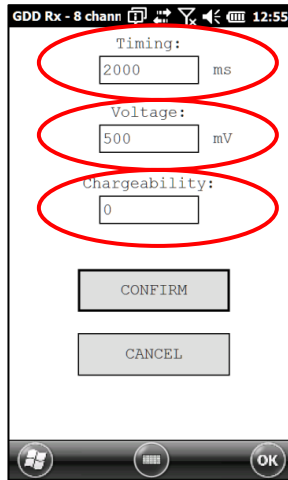 GDD Rx - 8 chann 12:55
Timing:
2000 ms
Voltage:
500 mV
Chargeability:
0
CONFIRM
CANCEL
OK